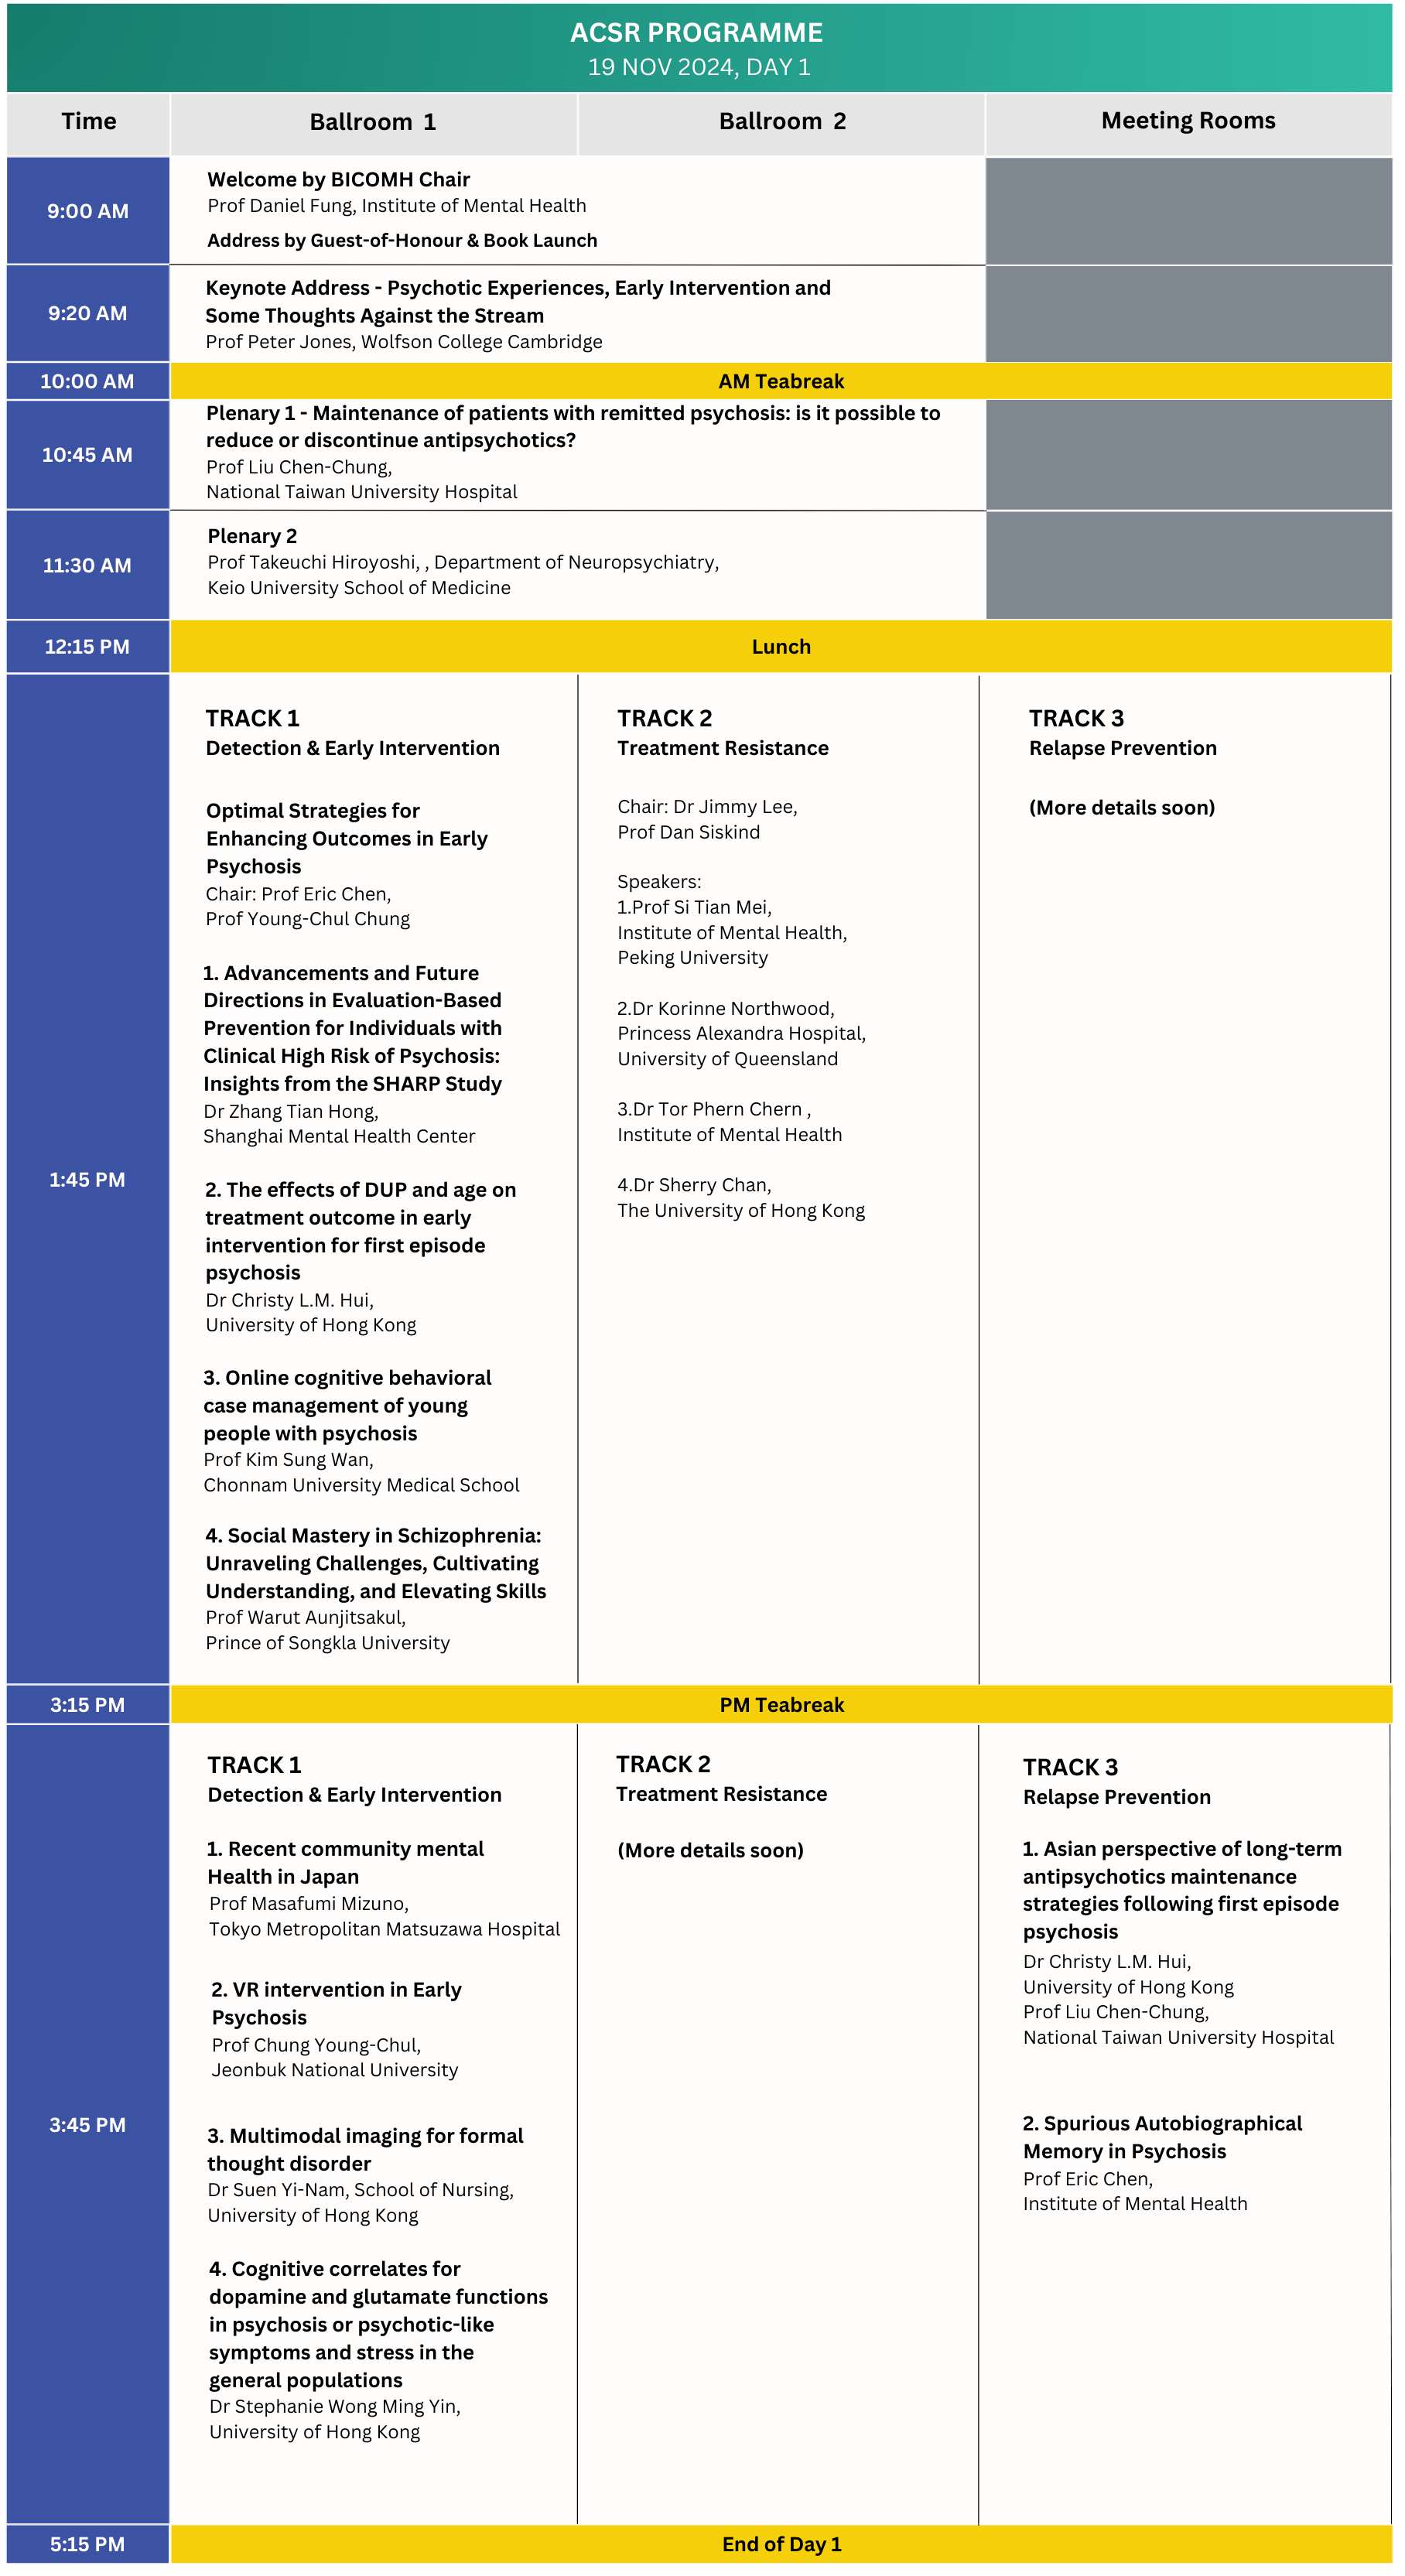 ACSR PROGRAMME
19 NOV 2024, DAY 1
Time
Ballroom 1
Ballroom 2
Meeting Rooms
9:00 AM
Welcome by BICOMH Chair
Prof Daniel Fung, Institute of Mental Health
Address by Guest-of-Honour & Book Launch
9:20 AM
Keynote Address - Psychotic Experiences, Early Intervention and
Some Thoughts Against the Stream
Prof Peter Jones, Wolfson College Cambridge
10:00 AM
AM Teabreak
10:45 AM
Plenary 1 - Maintenance of patients with remitted psychosis: is it possible to
reduce or discontinue antipsychotics?
Prof Liu Chen-Chung,
National Taiwan University Hospital
11:30 AM
Plenary 2
Prof Takeuchi Hiroyoshi, , Department of Neuropsychiatry,
Keio University School of Medicine
12:15 PM
Lunch
1:45 PM
TRACK 1
Detection & Early Intervention
Optimal Strategies for
Enhancing Outcomes in Early
Psychosis
Chair: Prof Eric Chen,
Prof Young-Chul Chung
1. Advancements and Future
Directions in Evaluation-Based
Prevention for Individuals with
Clinical High Risk of Psychosis:
Insights from the SHARP Study
Dr Zhang Tian Hong,
Shanghai Mental Health Center
2. The effects of DUP and age on
treatment outcome in early
intervention for first episode
psychosis
Dr Christy L.M. Hui,
University of Hong Kong
3. Online cognitive behavioral
case management of young
people with psychosis
Prof Kim Sung Wan,
Chonnam University Medical School
4. Social Mastery in Schizophrenia:
Unraveling Challenges, Cultivating
Understanding, and Elevating Skills
Prof Warut Aunjitsakul,
Prince of Songkla University
TRACK 2
Treatment Resistance
Chair: Dr Jimmy Lee,
Prof Dan Siskind
Speakers:
1.Prof Si Tian Mei,
Institute of Mental Health,
Peking University
2.Dr Korinne Northwood,
Princess Alexandra Hospital,
University of Queensland
3.Dr Tor Phern Chern ,
Institute of Mental Health
4.Dr Sherry Chan,
The University of Hong Kong
TRACK 3
Relapse Prevention
(More details soon)
3:15 PM
PM Teabreak
3:45 PM
TRACK 1
Detection & Early Intervention
1. Recent community mental
Health in Japan
Prof Masafumi Mizuno,
Tokyo Metropolitan Matsuzawa Hospital
2. VR intervention in Early
Psychosis
Prof Chung Young-Chul,
Jeonbuk National University
3. Multimodal imaging for formal
thought disorder
Dr Suen Yi-Nam, School of Nursing,
University of Hong Kong
4. Cognitive correlates for
dopamine and glutamate functions
in psychosis or psychotic-like
symptoms and stress in the
general populations
Dr Stephanie Wong Ming Yin,
University of Hong Kong
TRACK 2
Treatment Resistance
(More details soon)
TRACK 3
Relapse Prevention
1. Asian perspective of long-term
antipsychotics maintenance
strategies following first episode
psychosis
Dr Christy L.M. Hui,
University of Hong Kong
Prof Liu Chen-Chung,
National Taiwan University Hospital
2. Spurious Autobiographical
Memory in Psychosis
Prof Eric Chen,
Institute of Mental Health
5:15 PM
End of Day 1